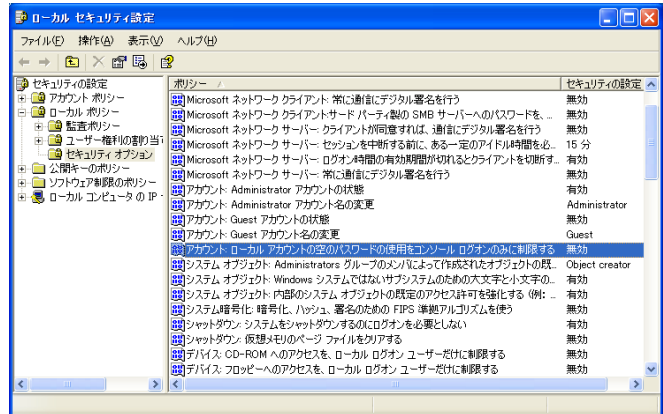 ローカル セキュリティ設定
ファイル(F) 操作(A) 表示(V) ヘルプ(H)
セキュリティの設定
アカウント ポリシー
ローカル ポリシー
監査ポリシー
ユーザー権利の割り当て
セキュリティ オプション
公開キーのポリシー
ソフトウェア制限のポリシー
ローカル コンピュータの IP
ポリシー セキュリティの設定
Microsoft ネットワーク クライアント: 常に通信にデジタル署名を行う 無効
Microsoft ネットワーク クライアント サード パーティ製の SMB サーバーへのパスワードを、... 無効
Microsoft ネットワーク サーバー: クライアントが同意すれば、通信にデジタル署名を行う 無効
Microsoft ネットワーク サーバー: セッションを中断する前に、ある一定のアイドル時間を必... 15 分
Microsoft ネットワーク サーバー: ログオン時間の有効期間が切れるとクライアントを切断す... 有効
Microsoft ネットワーク サーバー: 常に通信にデジタル署名を行う 無効
アカウント: Administrator アカウントの状態 有効
アカウント: Administrator アカウント名の変更 Administrator
アカウント: Guest アカウントの状態 無効
アカウント: Guest アカウント名の変更 Guest
アカウント: ローカル アカウントの空のパスワードの使用をコンソール ログオンのみに制限する 無効
システム オブジェクト: Administrators グループのメンバによって作成されたオブジェクトの既... Object creator
システム オブジェクト: Windows システムではないサブシステムのための大文字と小文字の... 有効
システム オブジェクト: 内部のシステム オブジェクトの既定のアクセス許可を強化する (例: ... 有効
システム暗号化: 暗号化、ハッシュ、署名のための FIPS 準拠アルゴリズムを使う 無効
シャットダウン: システムをシャットダウンするのにログオンを必要としない 有効
シャットダウン: 仮想メモリのページ ファイルをクリアする 無効
デバイス: CD-ROM へのアクセスを、ローカル ログオン ユーザーだけに制限する 無効
デバイス: フロッピーへのアクセスを、ローカル ログオン ユーザーだけに制限する 無効